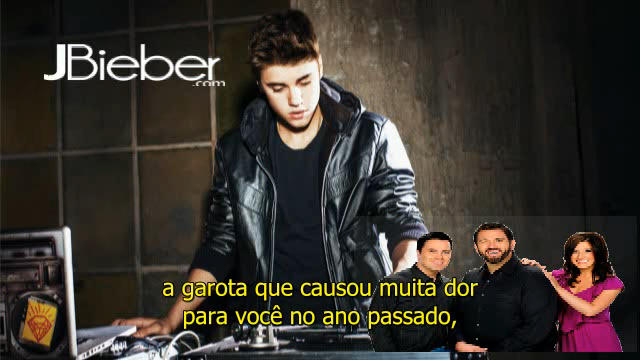 JBieber
.com
a garota que causou muita dor
para você no ano passado,